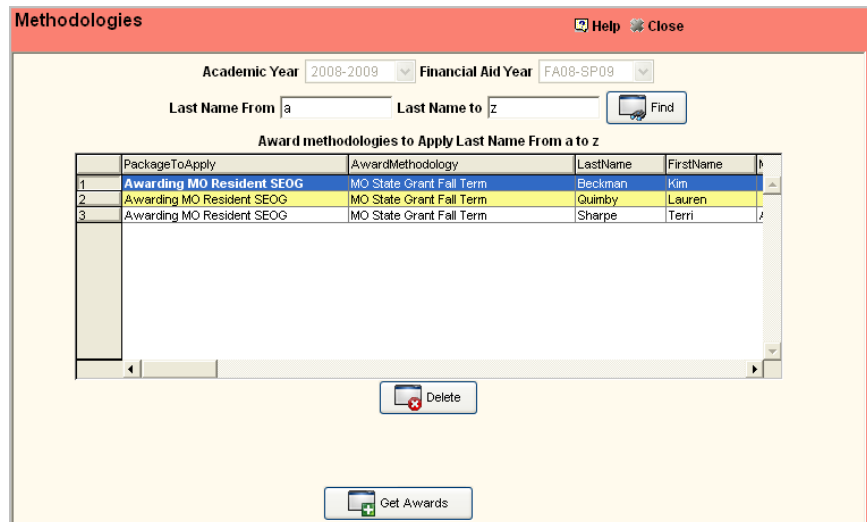 Methodologies Help Close
Academic Year 2008-2009 Financial Aid Year FA08-SP09
Last Name From a Last Name to z Find
Award methodologies to Apply Last Name From a to z
PackageToApply AwardMethodology LastName FirstName M
1 Awarding MO Resident SEOG MO State Grant Fall Term Beckman Kim
2 Awarding MO Resident SEOG MO State Grant Fall Term Quimby Lauren
3 Awarding MO Resident SEOG MO State Grant Fall Term Sharpe Terri A
Delete
Get Awards